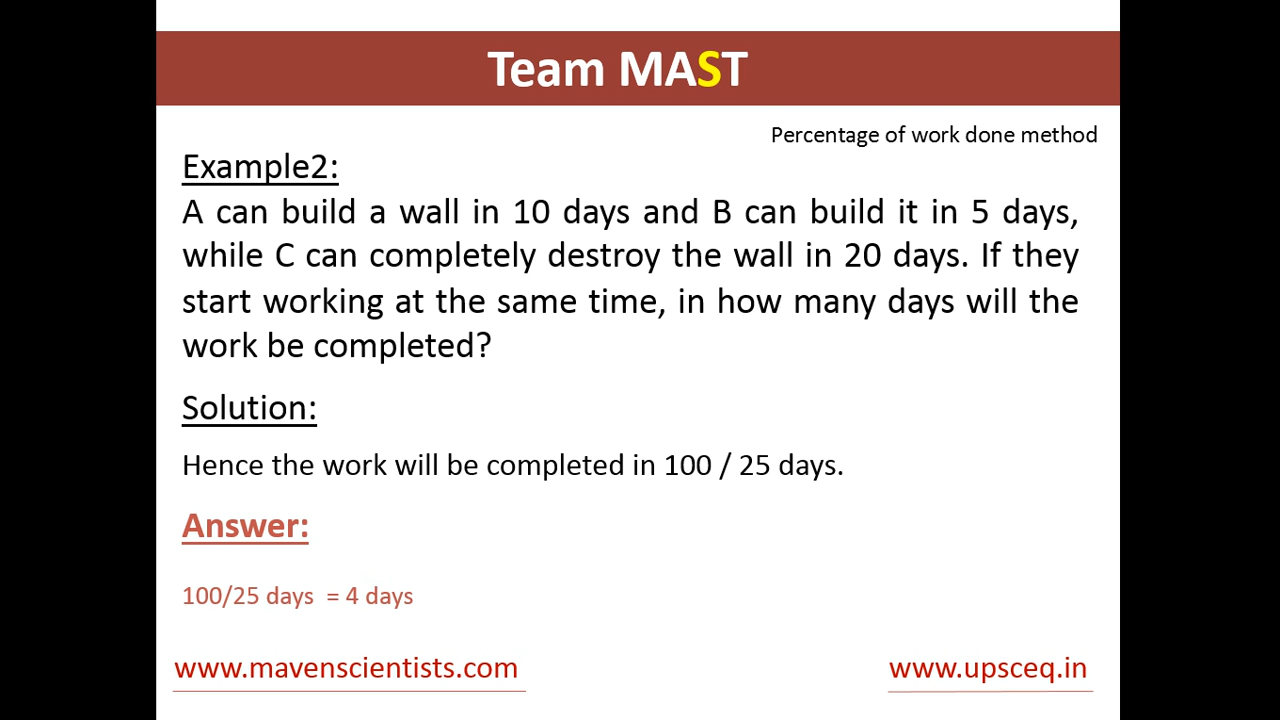 Team MAST
Percentage of work done method
Example2:
A can build a wall in 10 days and B can build it in 5 days,
while C can completely destroy the wall in 20 days. If they
start working at the same time, in how many days will the
work be completed?
Solution:
Hence the work will be completed in 100 / 25 days.
Answer:
100/25 days = 4 days
www.mavenscientists.com
www.upsceq.in